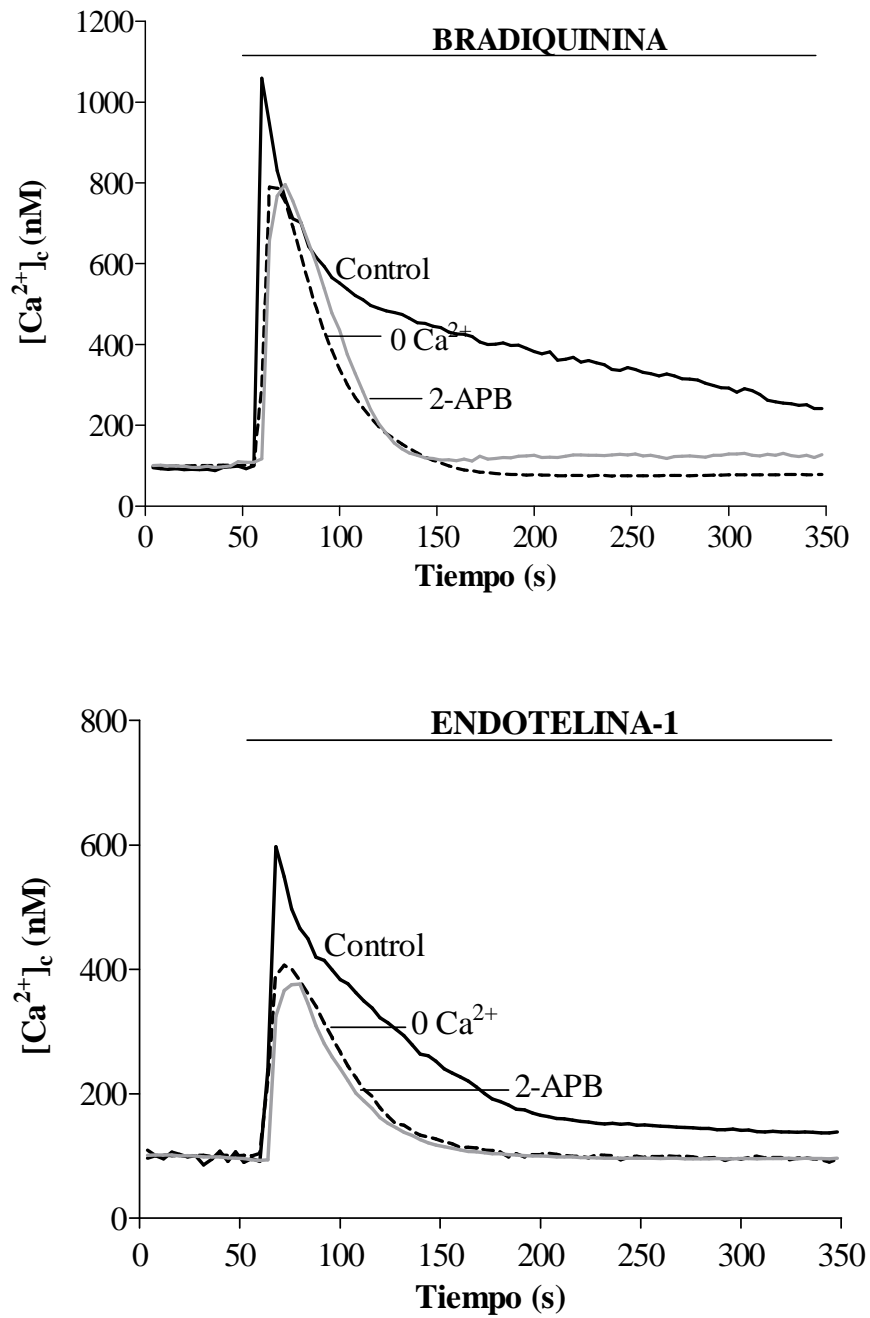 BRADIQUININA
1200
1000
800
600
400
200
0
[Ca²⁺]c (nM)
Control
0 Ca²⁺
2-APB
0 50 100 150 200 250 300 350
Tiempo (s)
ENDOTELINA-1
800
600
400
200
0
[Ca²⁺]c (nM)
Control
0 Ca²⁺
2-APB
0 50 100 150 200 250 300 350
Tiempo (s)